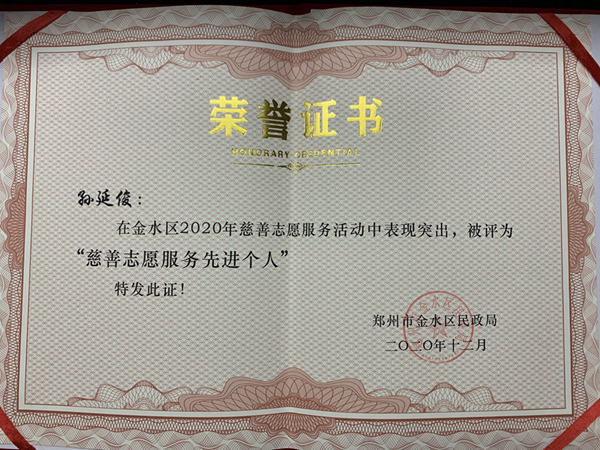 荣誉证书
HONORARY CREDENTIAL
孙延俊：
在金水区2020年慈善志愿服务活动中表现突出，被评为
“慈善志愿服务先进个人”
特发此证！
郑州市金水区民政局
二〇二〇年十二月